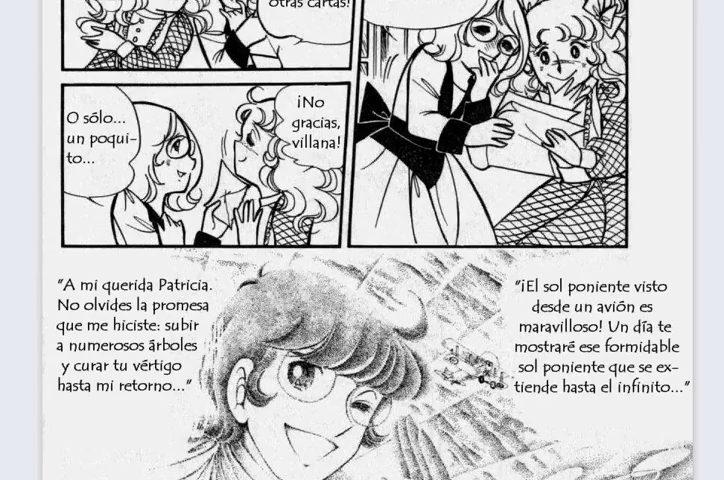 otras cartas!
O sólo...
un poqui-
to...
¡No
gracias,
villana!
"A mi querida Patricia.
No olvides la promesa
que me hiciste: subir
a numerosos árboles
y curar tu vértigo
hasta mi retorno..."
"¡El sol poniente visto
desde un avión es
maravilloso! Un día te
mostraré ese formidable
sol poniente que se ex-
tiende hasta el infinito..."